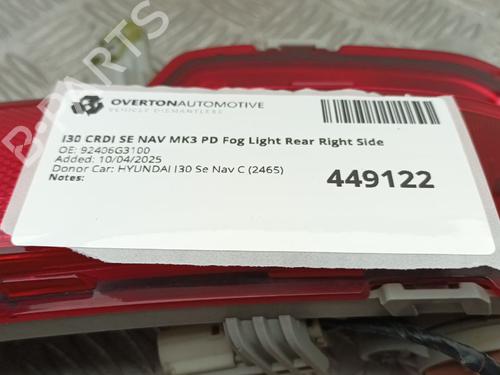 B-PARTS
OVERTONAUTOMOTIVE
VEHICLE DISMANTLERS
I30 CRDI SE NAV MK3 PD Fog Light Rear Right Side
OE: 92406G3100
Added: 10/04/2025
Donor Car: HYUNDAI I30 Se Nav C (2465)
Notes:
449122